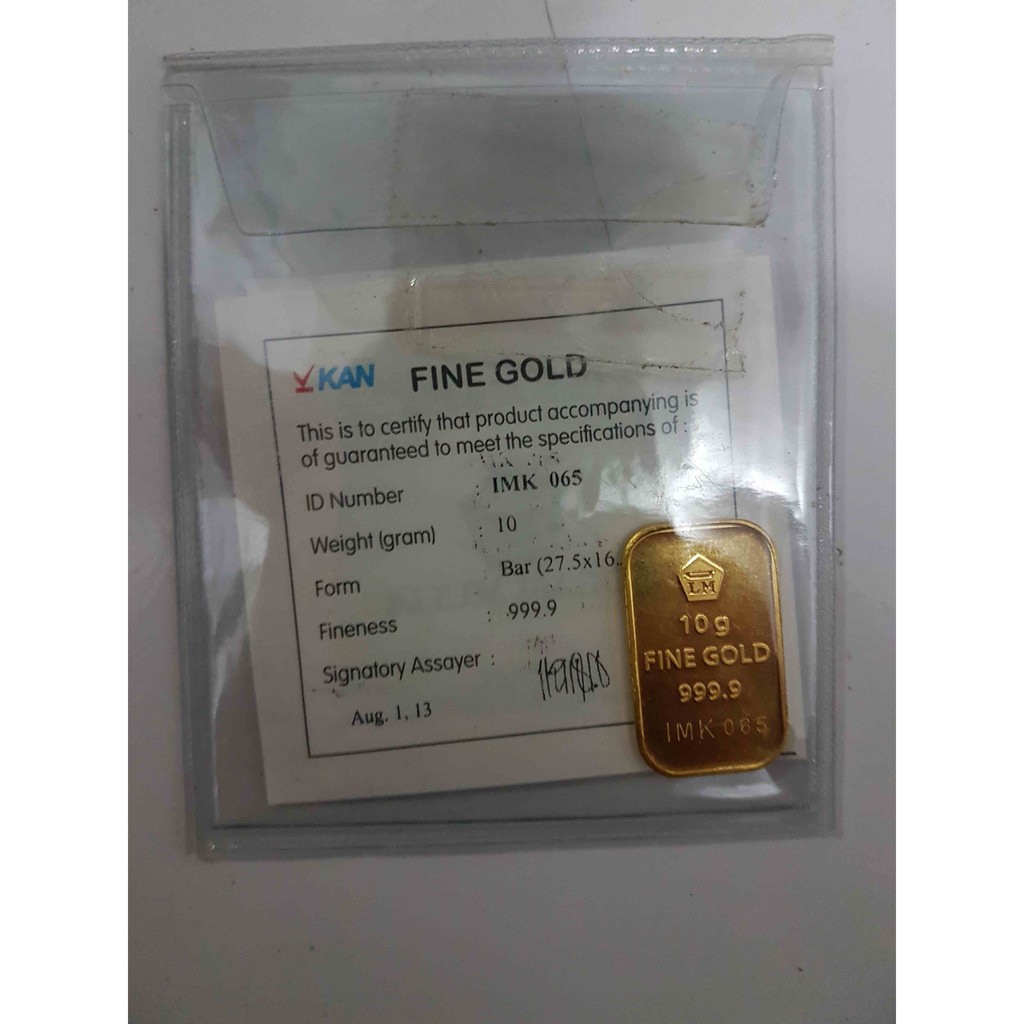 KAN FINE GOLD
This is to certify that product accompanying is
of guaranteed to meet the specifications of :
ID Number : IMK 065
Weight (gram) : 10
Form Bar (27.5x16.
Fineness : 999.9
Signatory Assayer :
Aug. 1, 13
LM
10 g
FINE GOLD
999.9
IMK 065